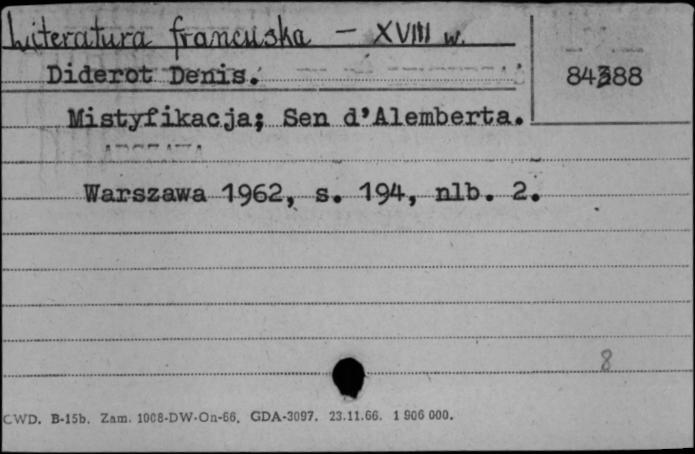 Literatura francuska – XVIII w.
Diderot Denis.
84388
Mistyfikacja; Sen d'Alemberta.
Warszawa 1962, s. 194, nlb. 2.
8
CWD. B-15b. Zam. 1008-DW-On-66. GDA-3097. 23.11.66. 1 906 000.